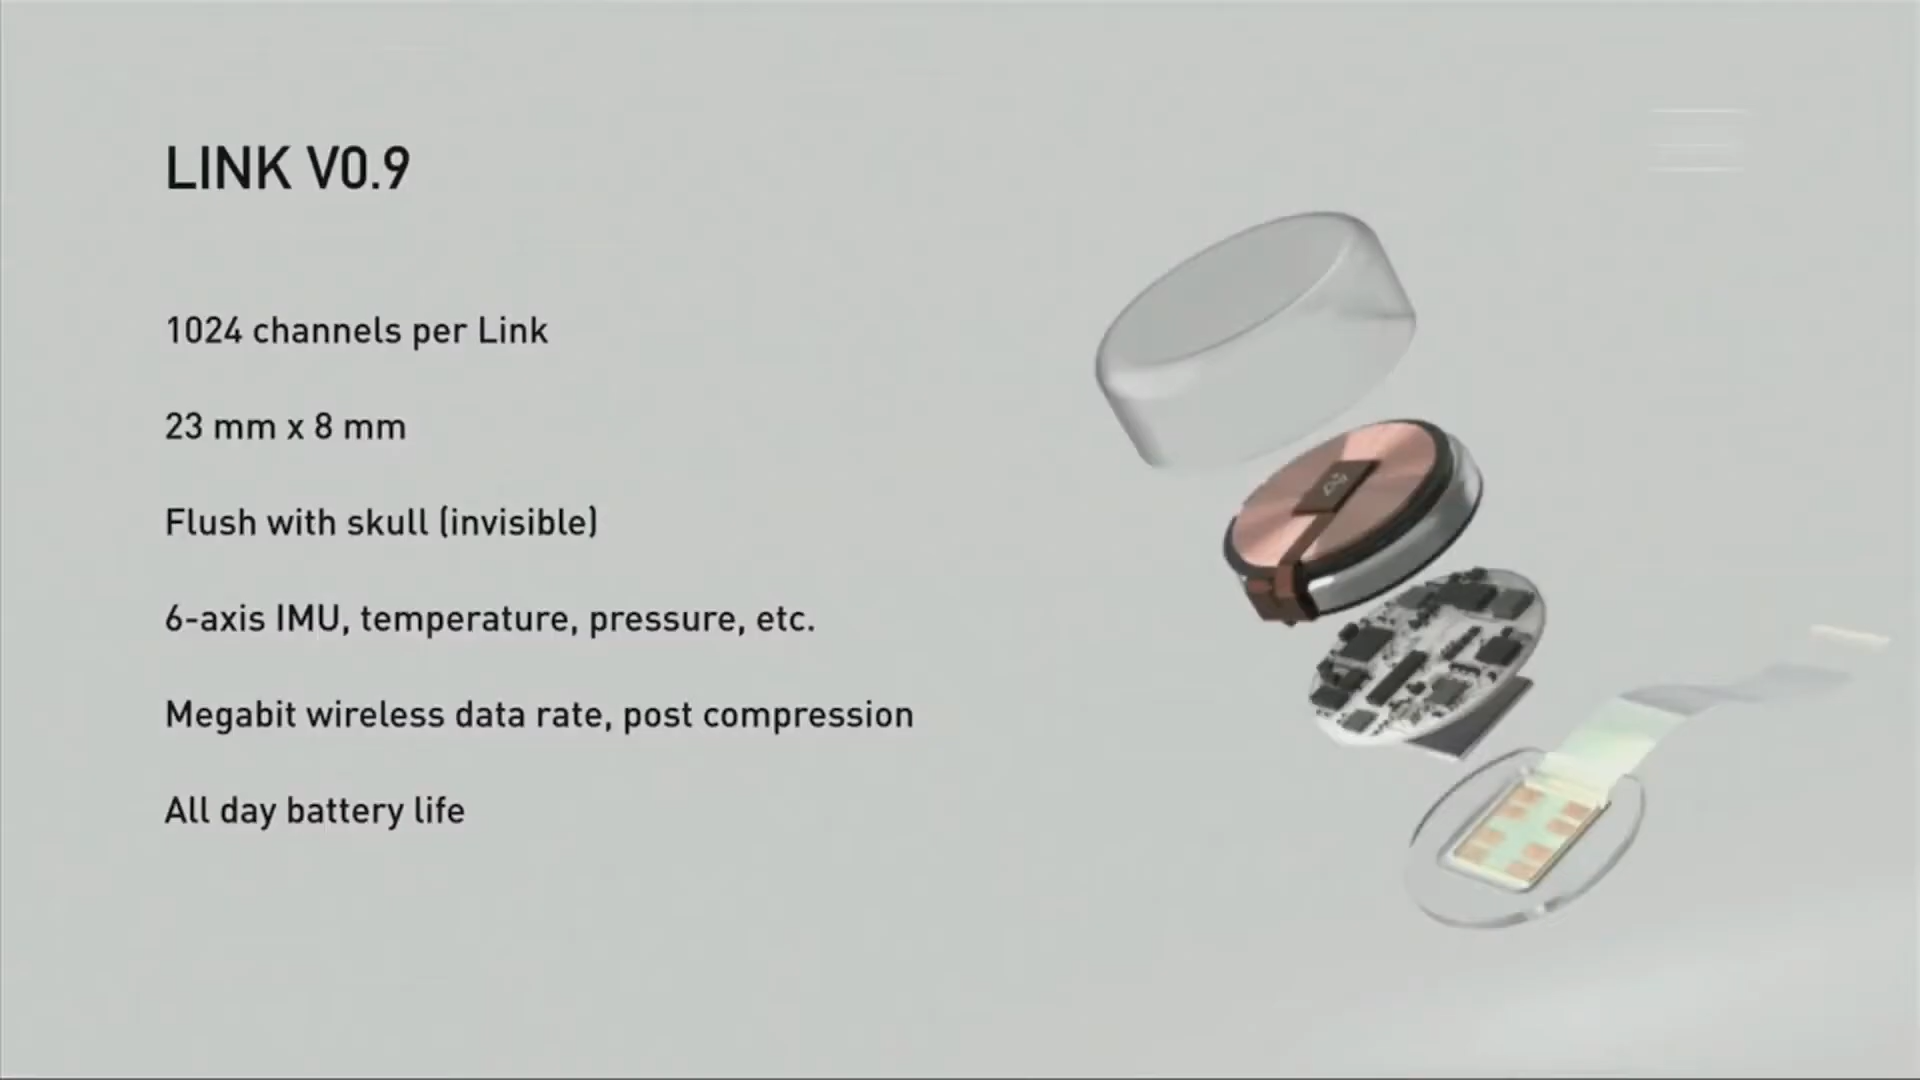 LINK V0.9
1024 channels per Link
23 mm x 8 mm
Flush with skull (invisible)
6-axis IMU, temperature, pressure, etc.
Megabit wireless data rate, post compression
All day battery life